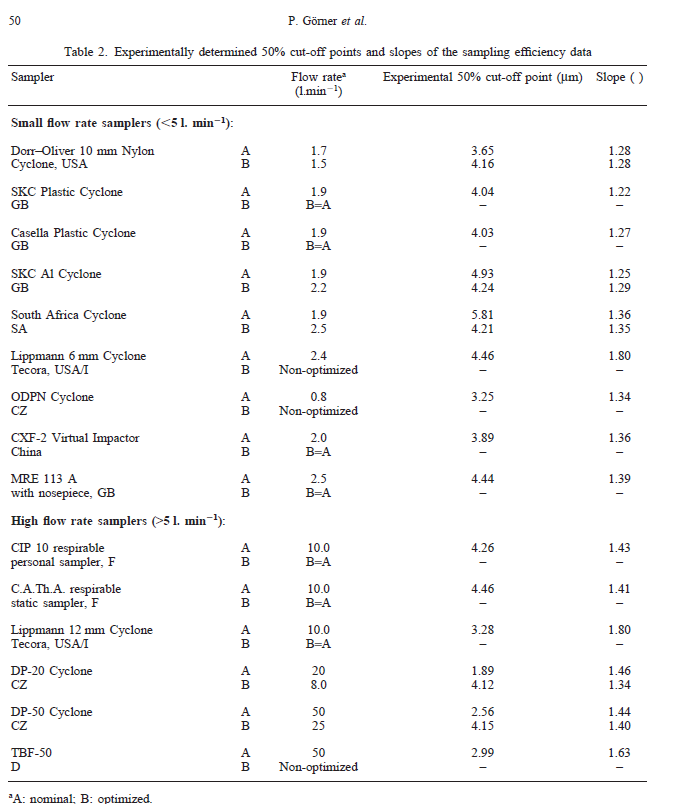 50 P. Görner et al.
Table 2. Experimentally determined 50% cut-off points and slopes of the sampling efficiency data
Sampler Flow rateᵃ Experimental 50% cut-off point (μm) Slope ( )
(l.min⁻¹)
Small flow rate samplers (<5 l. min⁻¹):
Dorr–Oliver 10 mm Nylon A 1.7 3.65 1.28
Cyclone, USA B 1.5 4.16 1.28
SKC Plastic Cyclone A 1.9 4.04 1.22
GB B B=A – –
Casella Plastic Cyclone A 1.9 4.03 1.27
GB B B=A – –
SKC Al Cyclone A 1.9 4.93 1.25
GB B 2.2 4.24 1.29
South Africa Cyclone A 1.9 5.81 1.36
SA B 2.5 4.21 1.35
Lippmann 6 mm Cyclone A 2.4 4.46 1.80
Tecora, USA/I B Non-optimized – –
ODPN Cyclone A 0.8 3.25 1.34
CZ B Non-optimized – –
CXF-2 Virtual Impactor A 2.0 3.89 1.36
China B B=A – –
MRE 113 A A 2.5 4.44 1.39
with nosepiece, GB B B=A – –
High flow rate samplers (>5 l. min⁻¹):
CIP 10 respirable A 10.0 4.26 1.43
personal sampler, F B B=A – –
C.A.Th.A. respirable A 10.0 4.46 1.41
static sampler, F B B=A – –
Lippmann 12 mm Cyclone A 10.0 3.28 1.80
Tecora, USA/I B B=A – –
DP-20 Cyclone A 20 1.89 1.46
CZ B 8.0 4.12 1.34
DP-50 Cyclone A 50 2.56 1.44
CZ B 25 4.15 1.40
TBF-50 A 50 2.99 1.63
D B Non-optimized – –
ᵃA: nominal; B: optimized.